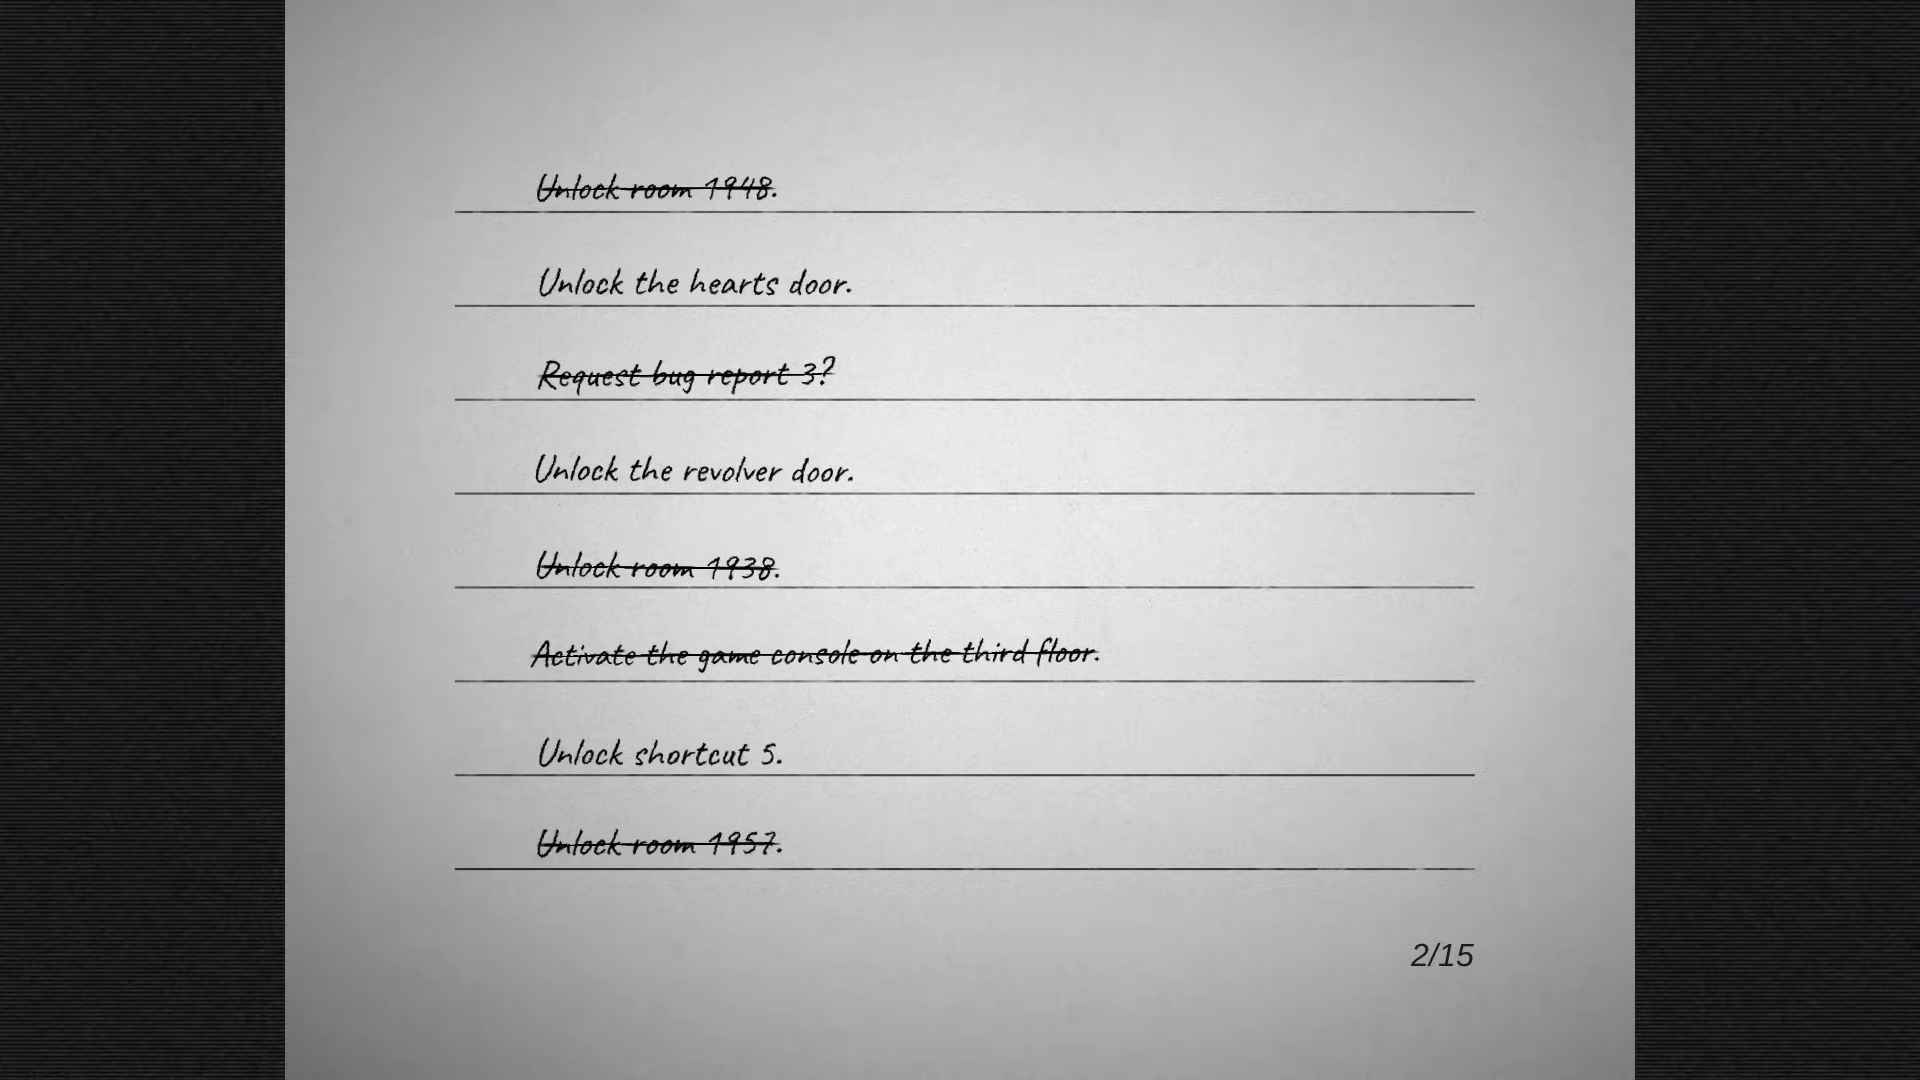 Unlock room 1948.
Unlock the hearts door.
Request bug report 3?
Unlock the revolver door.
Unlock room 1938.
Activate the game console on the third floor.
Unlock shortcut 5.
Unlock room 1957.
2/15